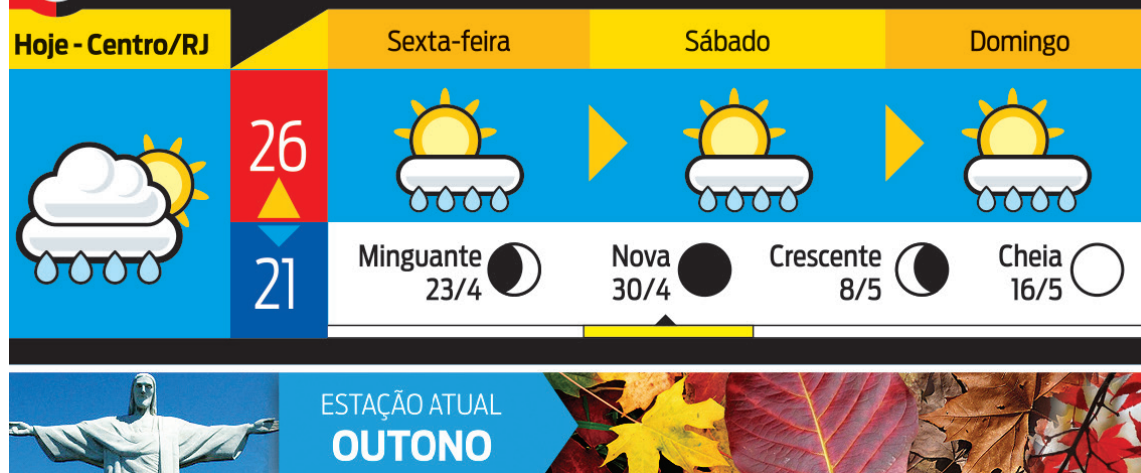 Hoje - Centro/RJ
Sexta-feira
Sábado
Domingo
26
21
Minguante
23/4
Nova
30/4
Crescente
8/5
Cheia
16/5
ESTAÇÃO ATUAL
OUTONO